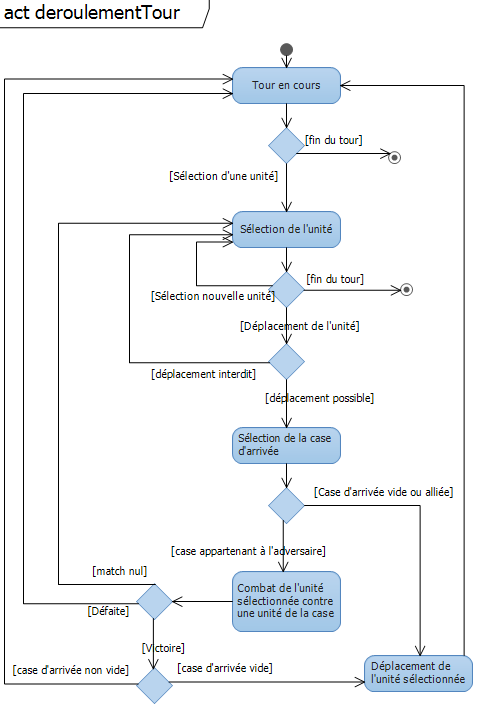 act deroulementTour
Tour en cours
[fin du tour]
[Sélection d'une unité]
Sélection de l'unité
[fin du tour]
[Sélection nouvelle unité]
[Déplacement de l'unité]
[déplacement interdit]
[déplacement possible]
Sélection de la case
d'arrivée
[Case d'arrivée vide ou alliée]
[case appartenant à l'adversaire]
[match nul]
Combat de l'unité
sélectionnée contre
une unité de la case
[Défaite]
[Victoire]
[case d'arrivée non vide]
[case d'arrivée vide]
Déplacement de
l'unité sélectionnée